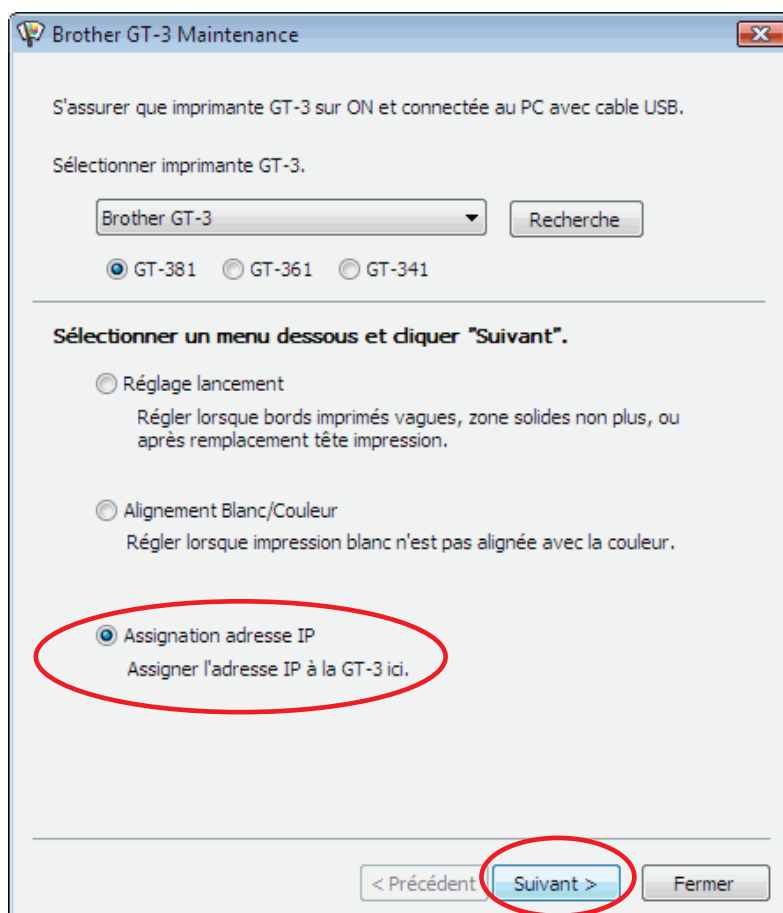 Brother GT-3 Maintenance
S'assurer que imprimante GT-3 sur ON et connectée au PC avec cable USB.
Sélectionner imprimante GT-3.
Brother GT-3
Recherche
GT-381 GT-361 GT-341
Sélectionner un menu dessous et cliquer "Suivant".
Réglage lancement
Régler lorsque bords imprimés vagues, zone solides non plus, ou
après remplacement tête impression.
Alignement Blanc/Couleur
Régler lorsque impression blanc n'est pas alignée avec la couleur.
Assignation adresse IP
Assigner l'adresse IP à la GT-3 ici.
< Précédent Suivant > Fermer